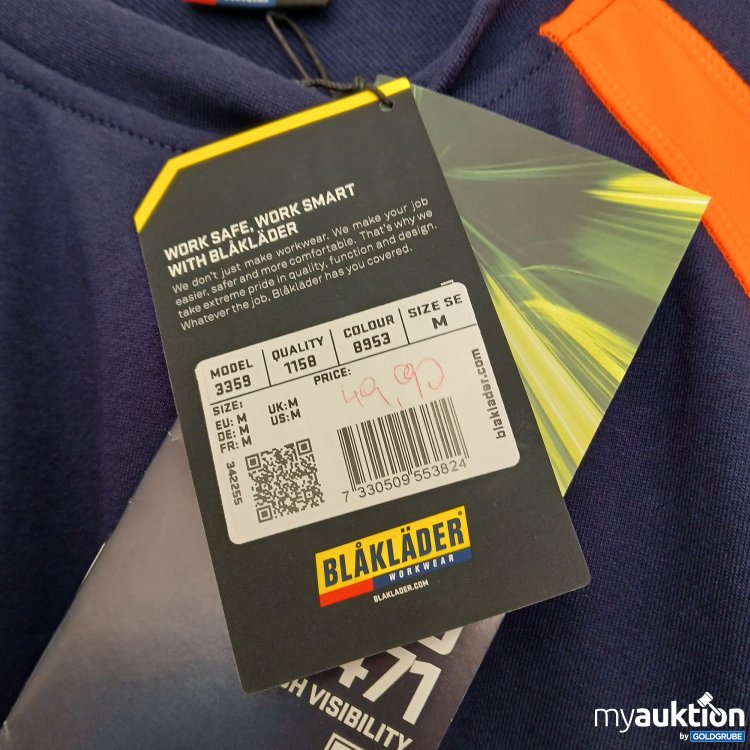 WORK SAFE, WORK SMART
WITH BLÅKLÄDER
We don't just make workwear. We make your job
easier, safer and more comfortable. That's why we
take extreme pride in quality, function and design.
Whatever the job, Blåkläder has you covered.
MODEL
3359
QUALITY
1158
COLOUR
8953
SIZE SE
M
SIZE:
PRICE:
49,90
EU: M
DE: M
FR: M
UK: M
US: M
342255
7 330509 553824
blaklader.com
BLÅKLÄDER
WORKWEAR
BLAKLADER.COM
471
VISIBILITY
myauktion
by GOLDGRUBE